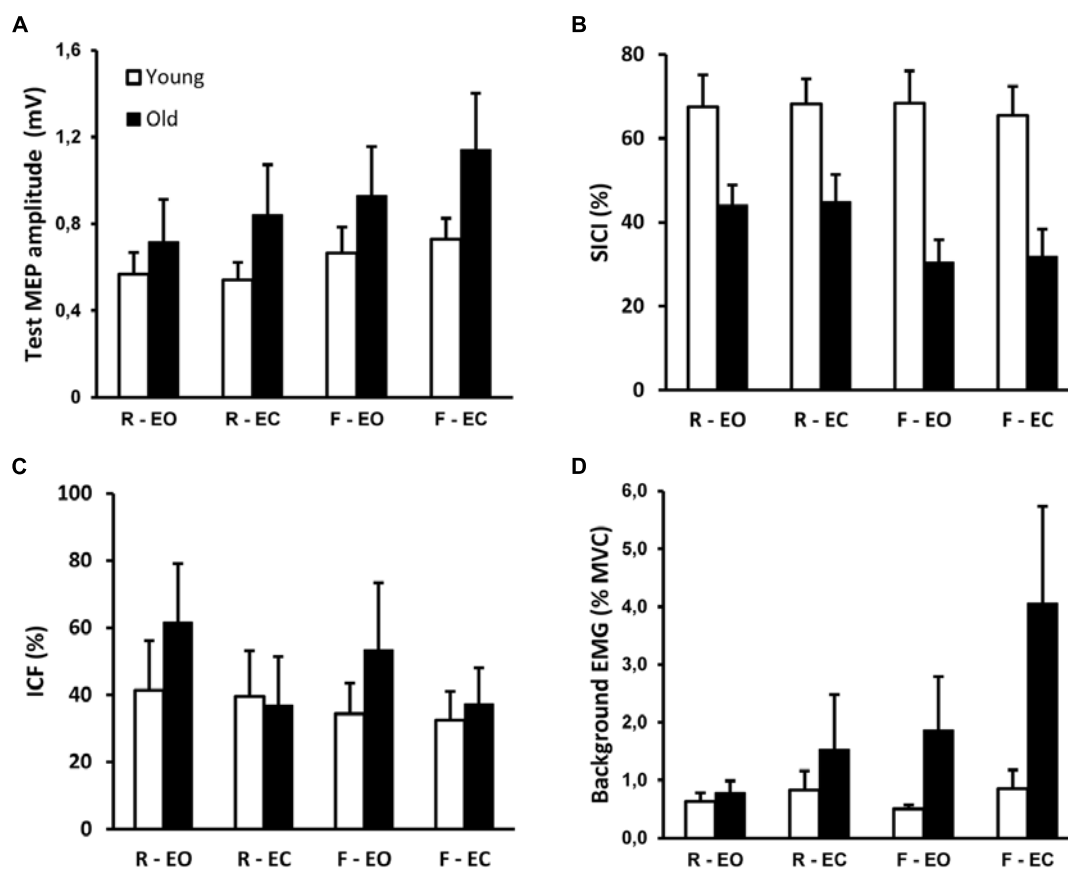 A
Test MEP amplitude (mV)
1,6
1,2
0,8
0,4
0
Young
Old
R - EO R - EC F - EO F - EC
B
SICI (%)
80
60
40
20
0
R - EO R - EC F - EO F - EC
C
ICF (%)
100
80
60
40
20
0
R - EO R - EC F - EO F - EC
D
Background EMG (% MVC)
6,0
5,0
4,0
3,0
2,0
1,0
0,0
R - EO R - EC F - EO F - EC